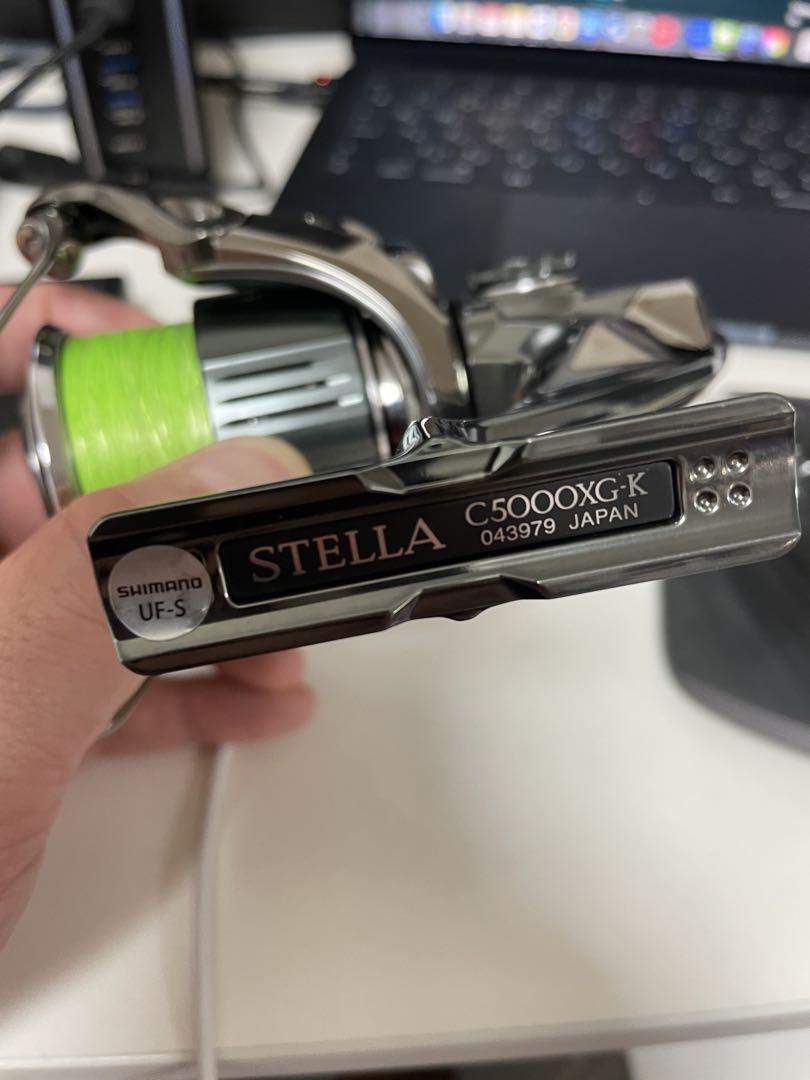 SHIMANO
UF-S
STELLA
C5000XG-K
043979 JAPAN